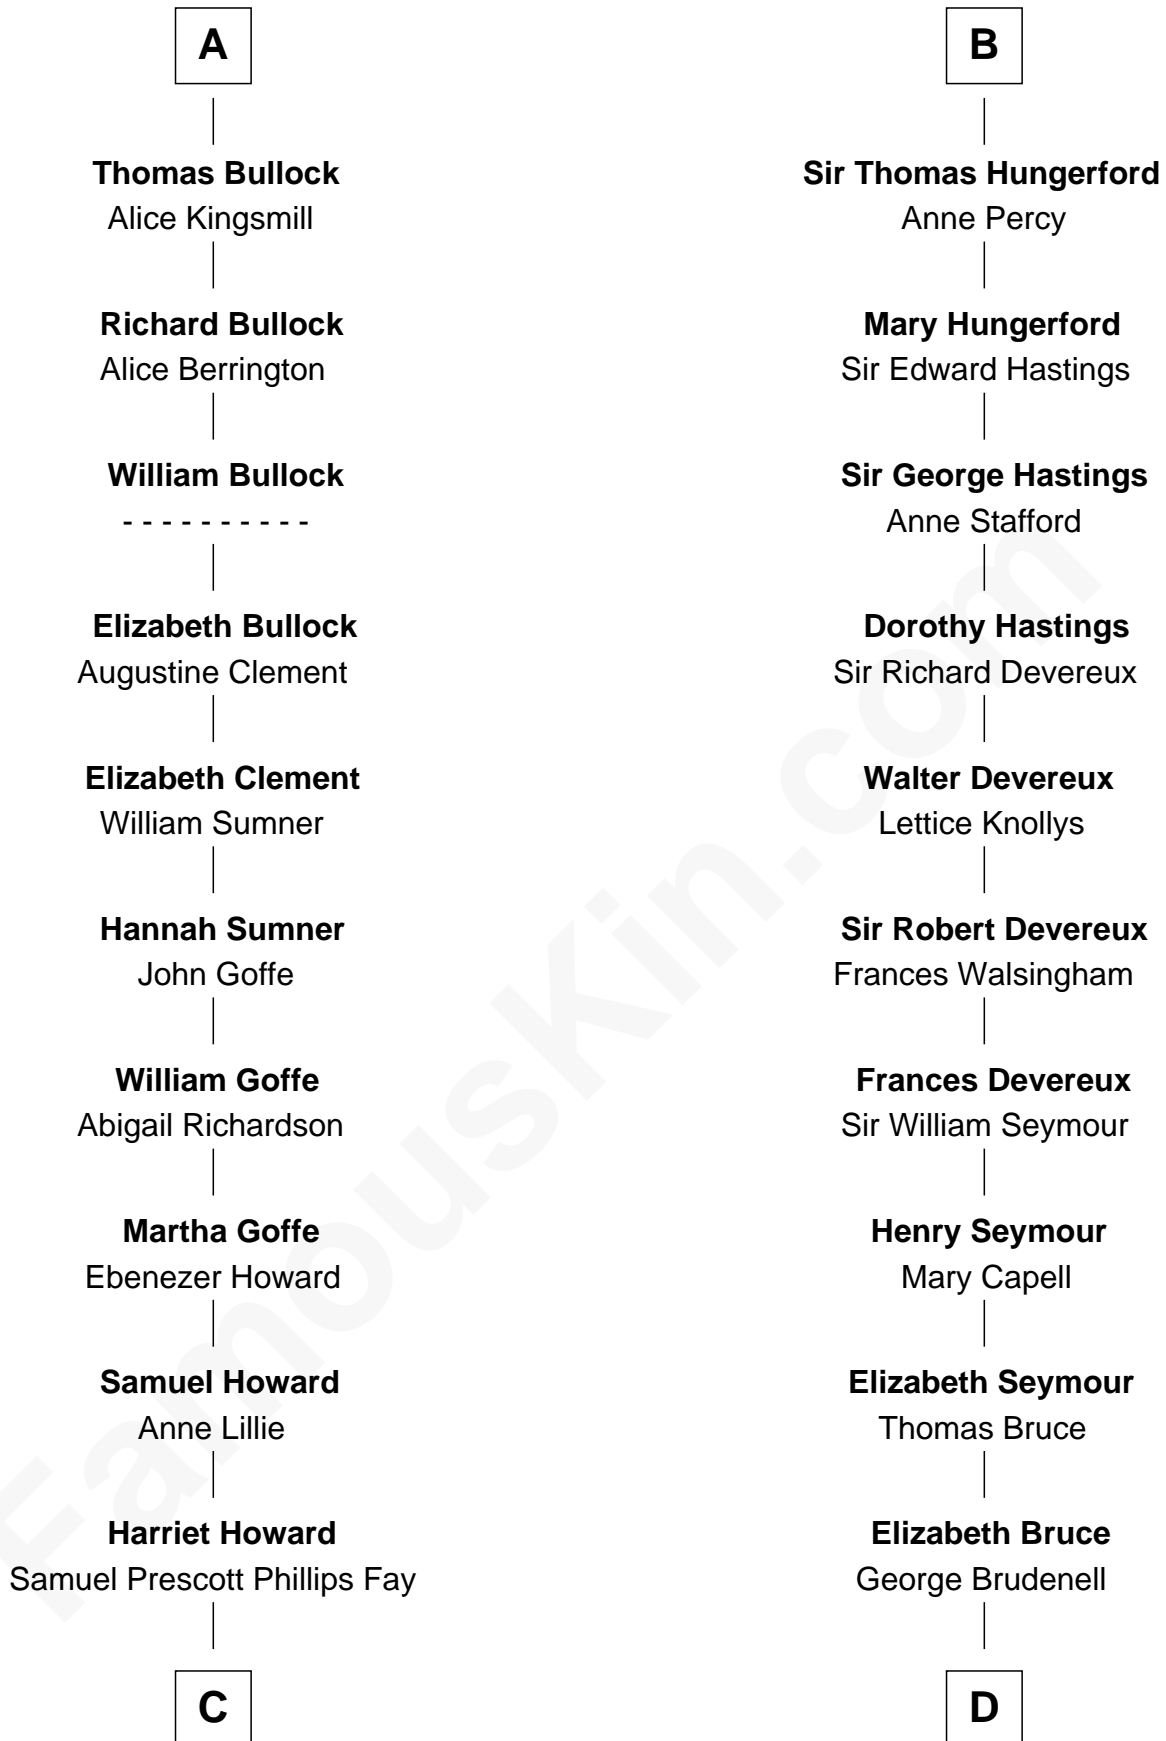 A
Thomas Bullock
Alice Kingsmill
Richard Bullock
Alice Berrington
William Bullock
- - - - - - - - - -
Elizabeth Bullock
Augustine Clement
Elizabeth Clement
William Sumner
Hannah Sumner
John Goffe
William Goffe
Abigail Richardson
Martha Goffe
Ebenezer Howard
Samuel Howard
Anne Lillie
Harriet Howard
Samuel Prescott Phillips Fay
C
B
Sir Thomas Hungerford
Anne Percy
Mary Hungerford
Sir Edward Hastings
Sir George Hastings
Anne Stafford
Dorothy Hastings
Sir Richard Devereux
Walter Devereux
Lettice Knollys
Sir Robert Devereux
Frances Walsingham
Frances Devereux
Sir William Seymour
Henry Seymour
Mary Capell
Elizabeth Seymour
Thomas Bruce
Elizabeth Bruce
George Brudenell
D
FamousKin.com